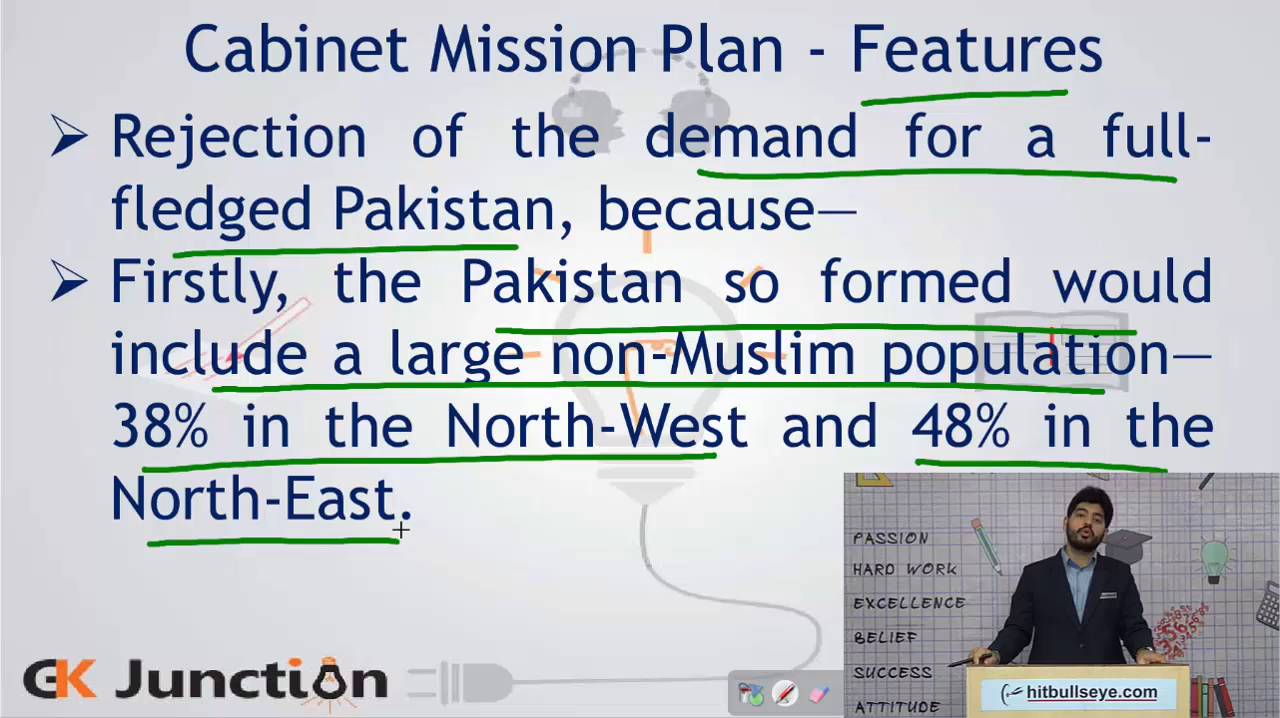 Cabinet Mission Plan - Features
➢ Rejection of the demand for a full-
fledged Pakistan, because—
➢ Firstly, the Pakistan so formed would
include a large non-Muslim population—
38% in the North-West and 48% in the
North-East.
PASSION
HARD WORK
EXCELLENCE
BELIEF
SUCCESS
ATTITUDE
GK Junction
hitbullseye.com